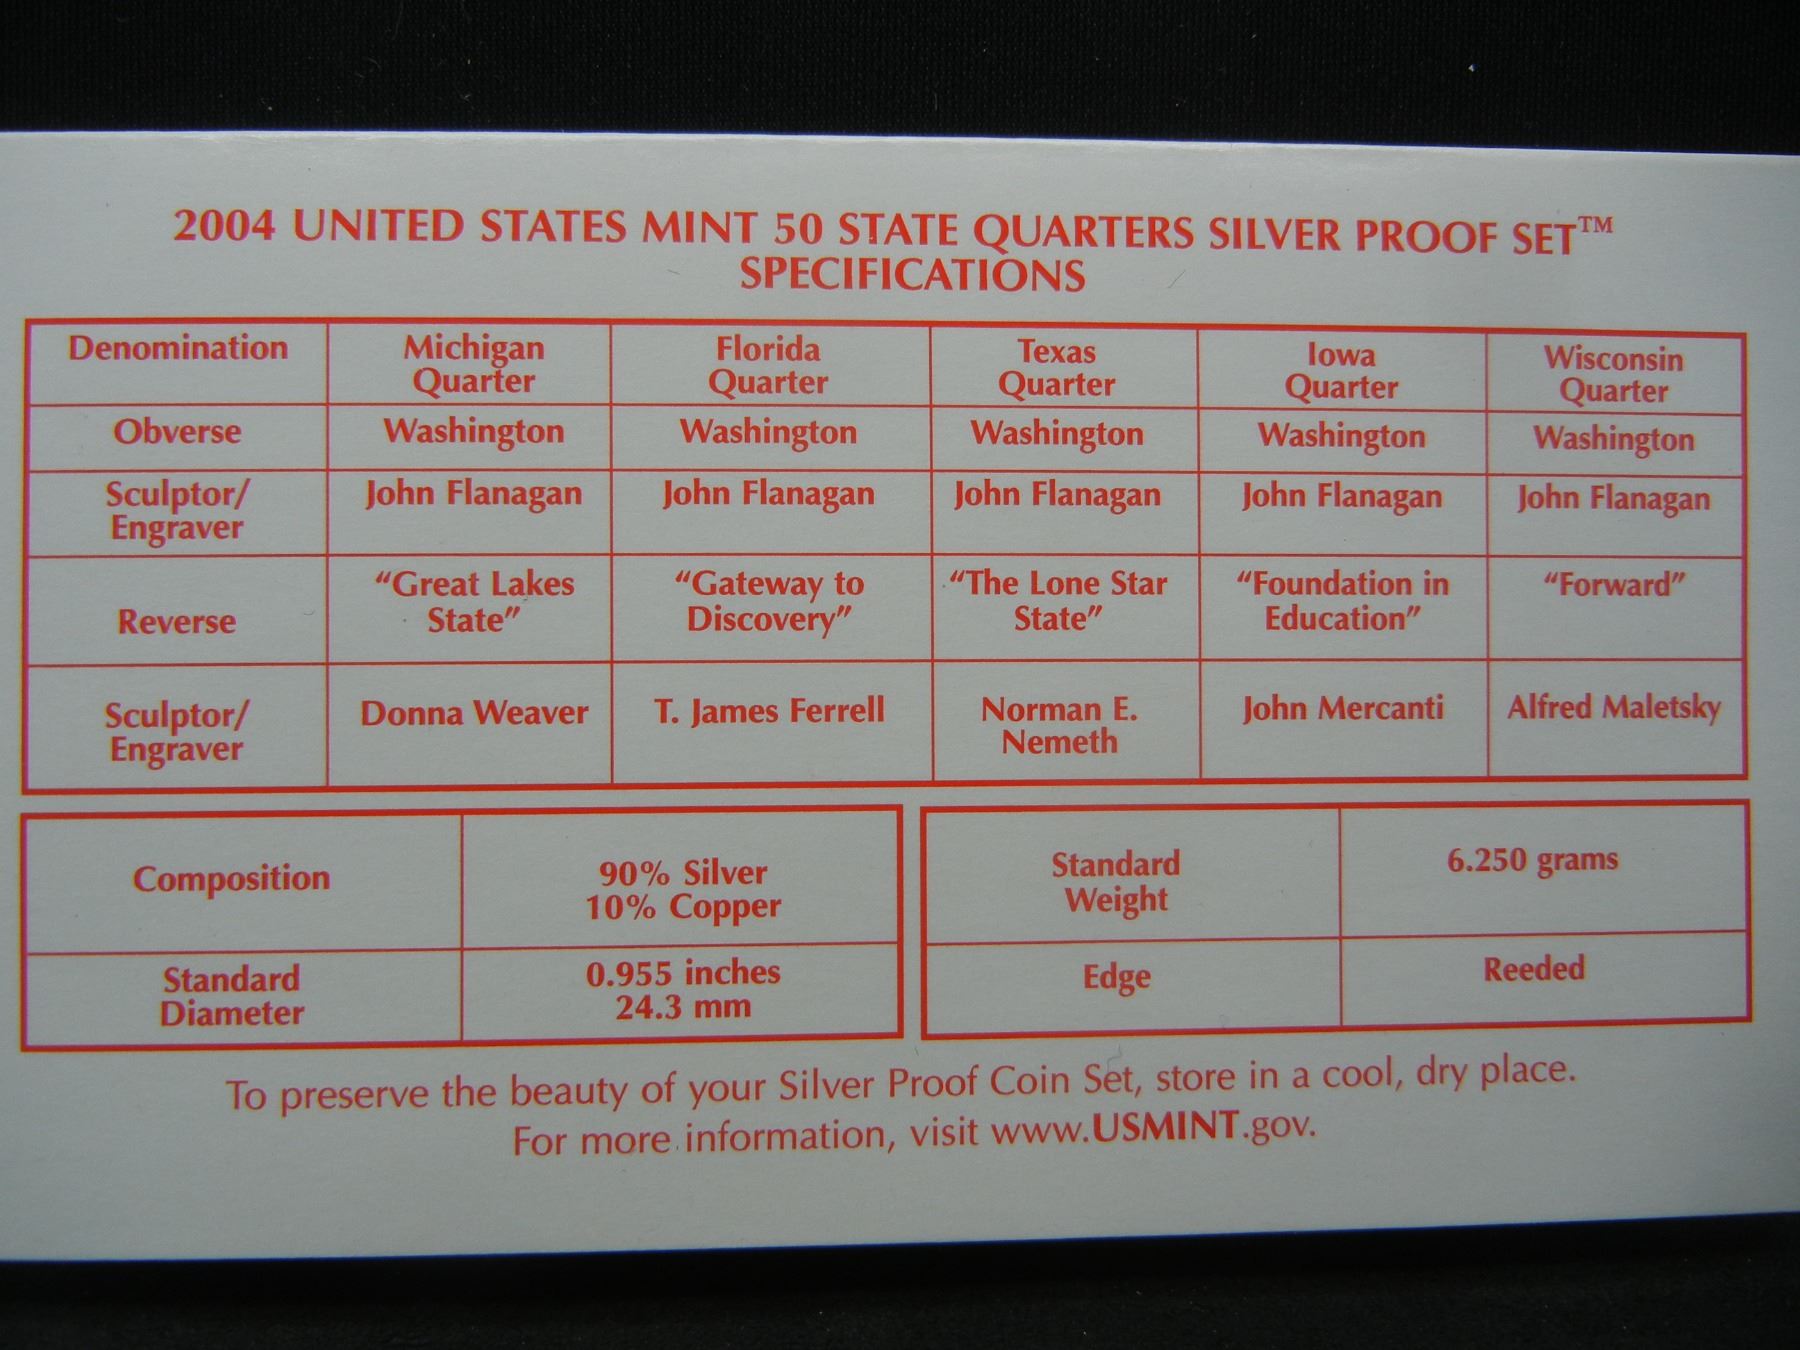 2004 UNITED STATES MINT 50 STATE QUARTERS SILVER PROOF SET™
SPECIFICATIONS
Denomination Michigan Quarter Florida Quarter Texas Quarter Iowa Quarter Wisconsin Quarter
Obverse Washington Washington Washington Washington Washington
Sculptor/ Engraver John Flanagan John Flanagan John Flanagan John Flanagan John Flanagan
Reverse “Great Lakes State” “Gateway to Discovery” “The Lone Star State” “Foundation in Education” “Forward”
Sculptor/ Engraver Donna Weaver T. James Ferrell Norman E. Nemeth John Mercanti Alfred Maletsky
Composition 90% Silver 10% Copper
Standard Diameter 0.955 inches 24.3 mm
Standard Weight 6.250 grams
Edge Reeded
To preserve the beauty of your Silver Proof Coin Set, store in a cool, dry place.
For more information, visit www.USMINT.gov.